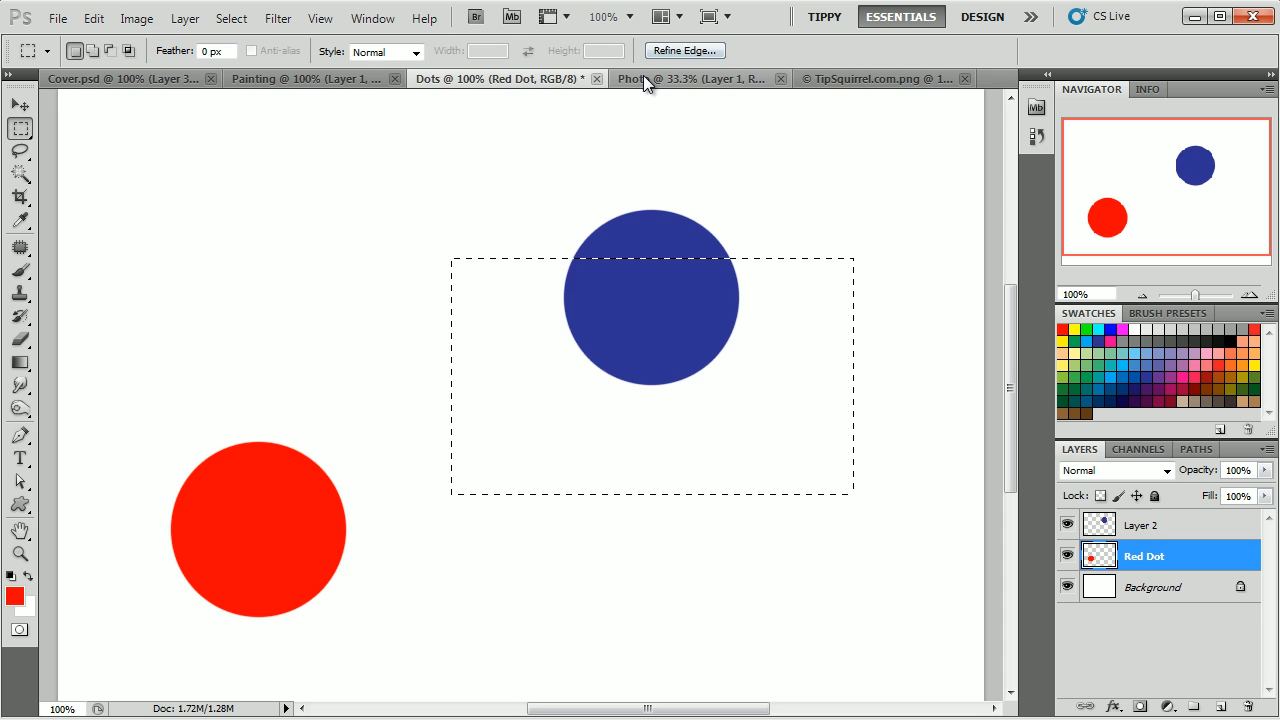 Ps File Edit Image Layer Select Filter View Window Help Br Mb 100% TIPPY ESSENTIALS DESIGN CS Live
Feather: 0 px Anti-alias Style: Normal Width: Height: Refine Edge...
Cover.psd @ 100% (Layer 3... Painting @ 100% (Layer 1, ... Dots @ 100% (Red Dot, RGB/8) * @ 33.3% (Layer 1, R... © TipSquirrel.com.png @ 1...
NAVIGATOR INFO
Mb
100%
SWATCHES BRUSH PRESETS
LAYERS CHANNELS PATHS
Normal Opacity: 100%
Lock: Fill: 100%
Layer 2
Red Dot
Background
100% Doc: 1.72M/1.28M